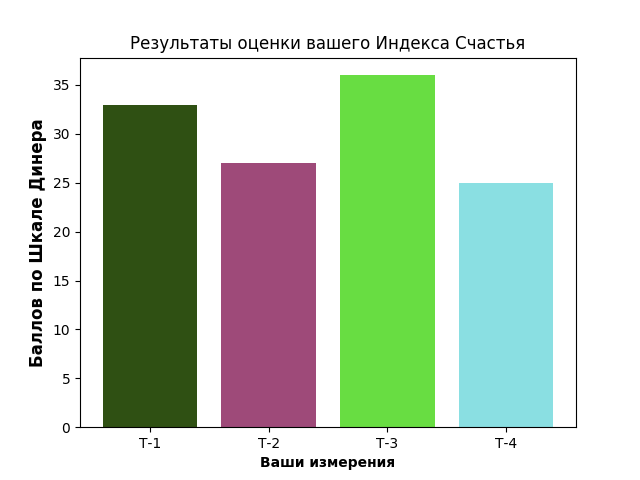 Результаты оценки вашего Индекса Счастья
Баллов по Шкале Динера
35
30
25
20
15
10
5
0
Т-1 Т-2 Т-3 Т-4
Ваши измерения